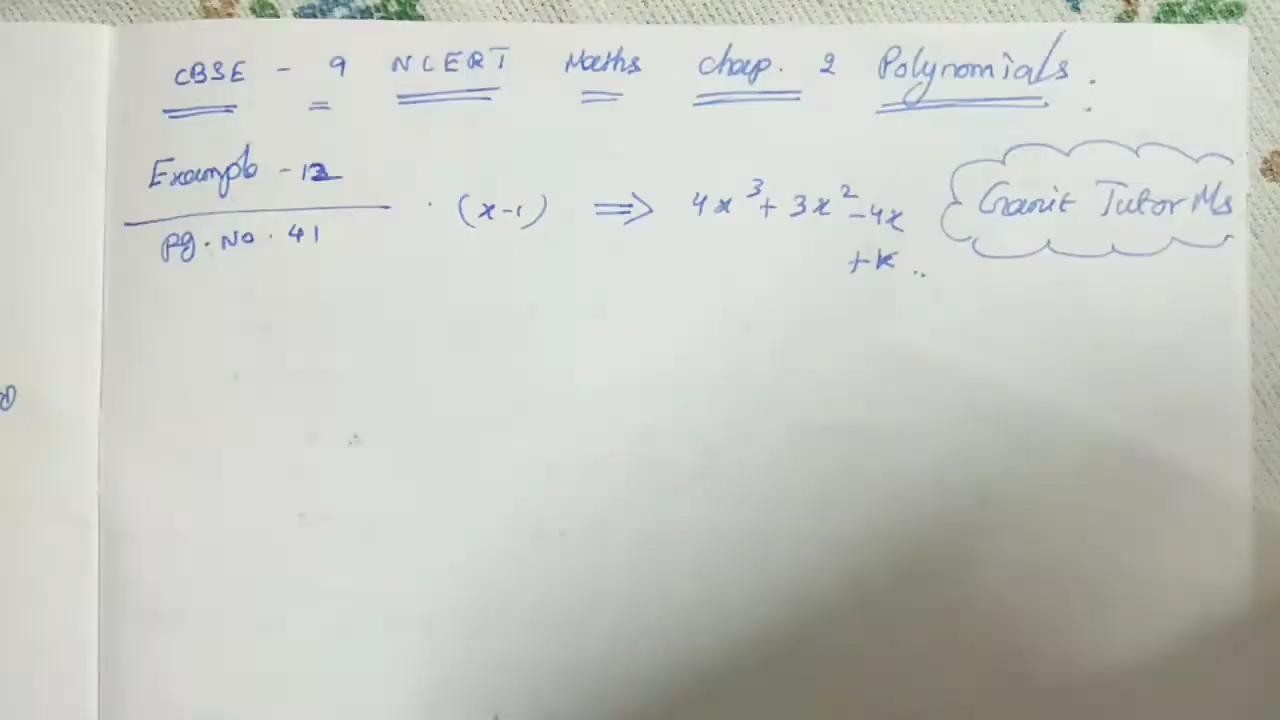 CBSE - 9 NCERT Maths chap. 2 Polynomials.
Example - 12
Pg. No. 41
(x-1) ⇒ 4x³ + 3x² - 4x
+ k ..
Ganit Tutor Ms